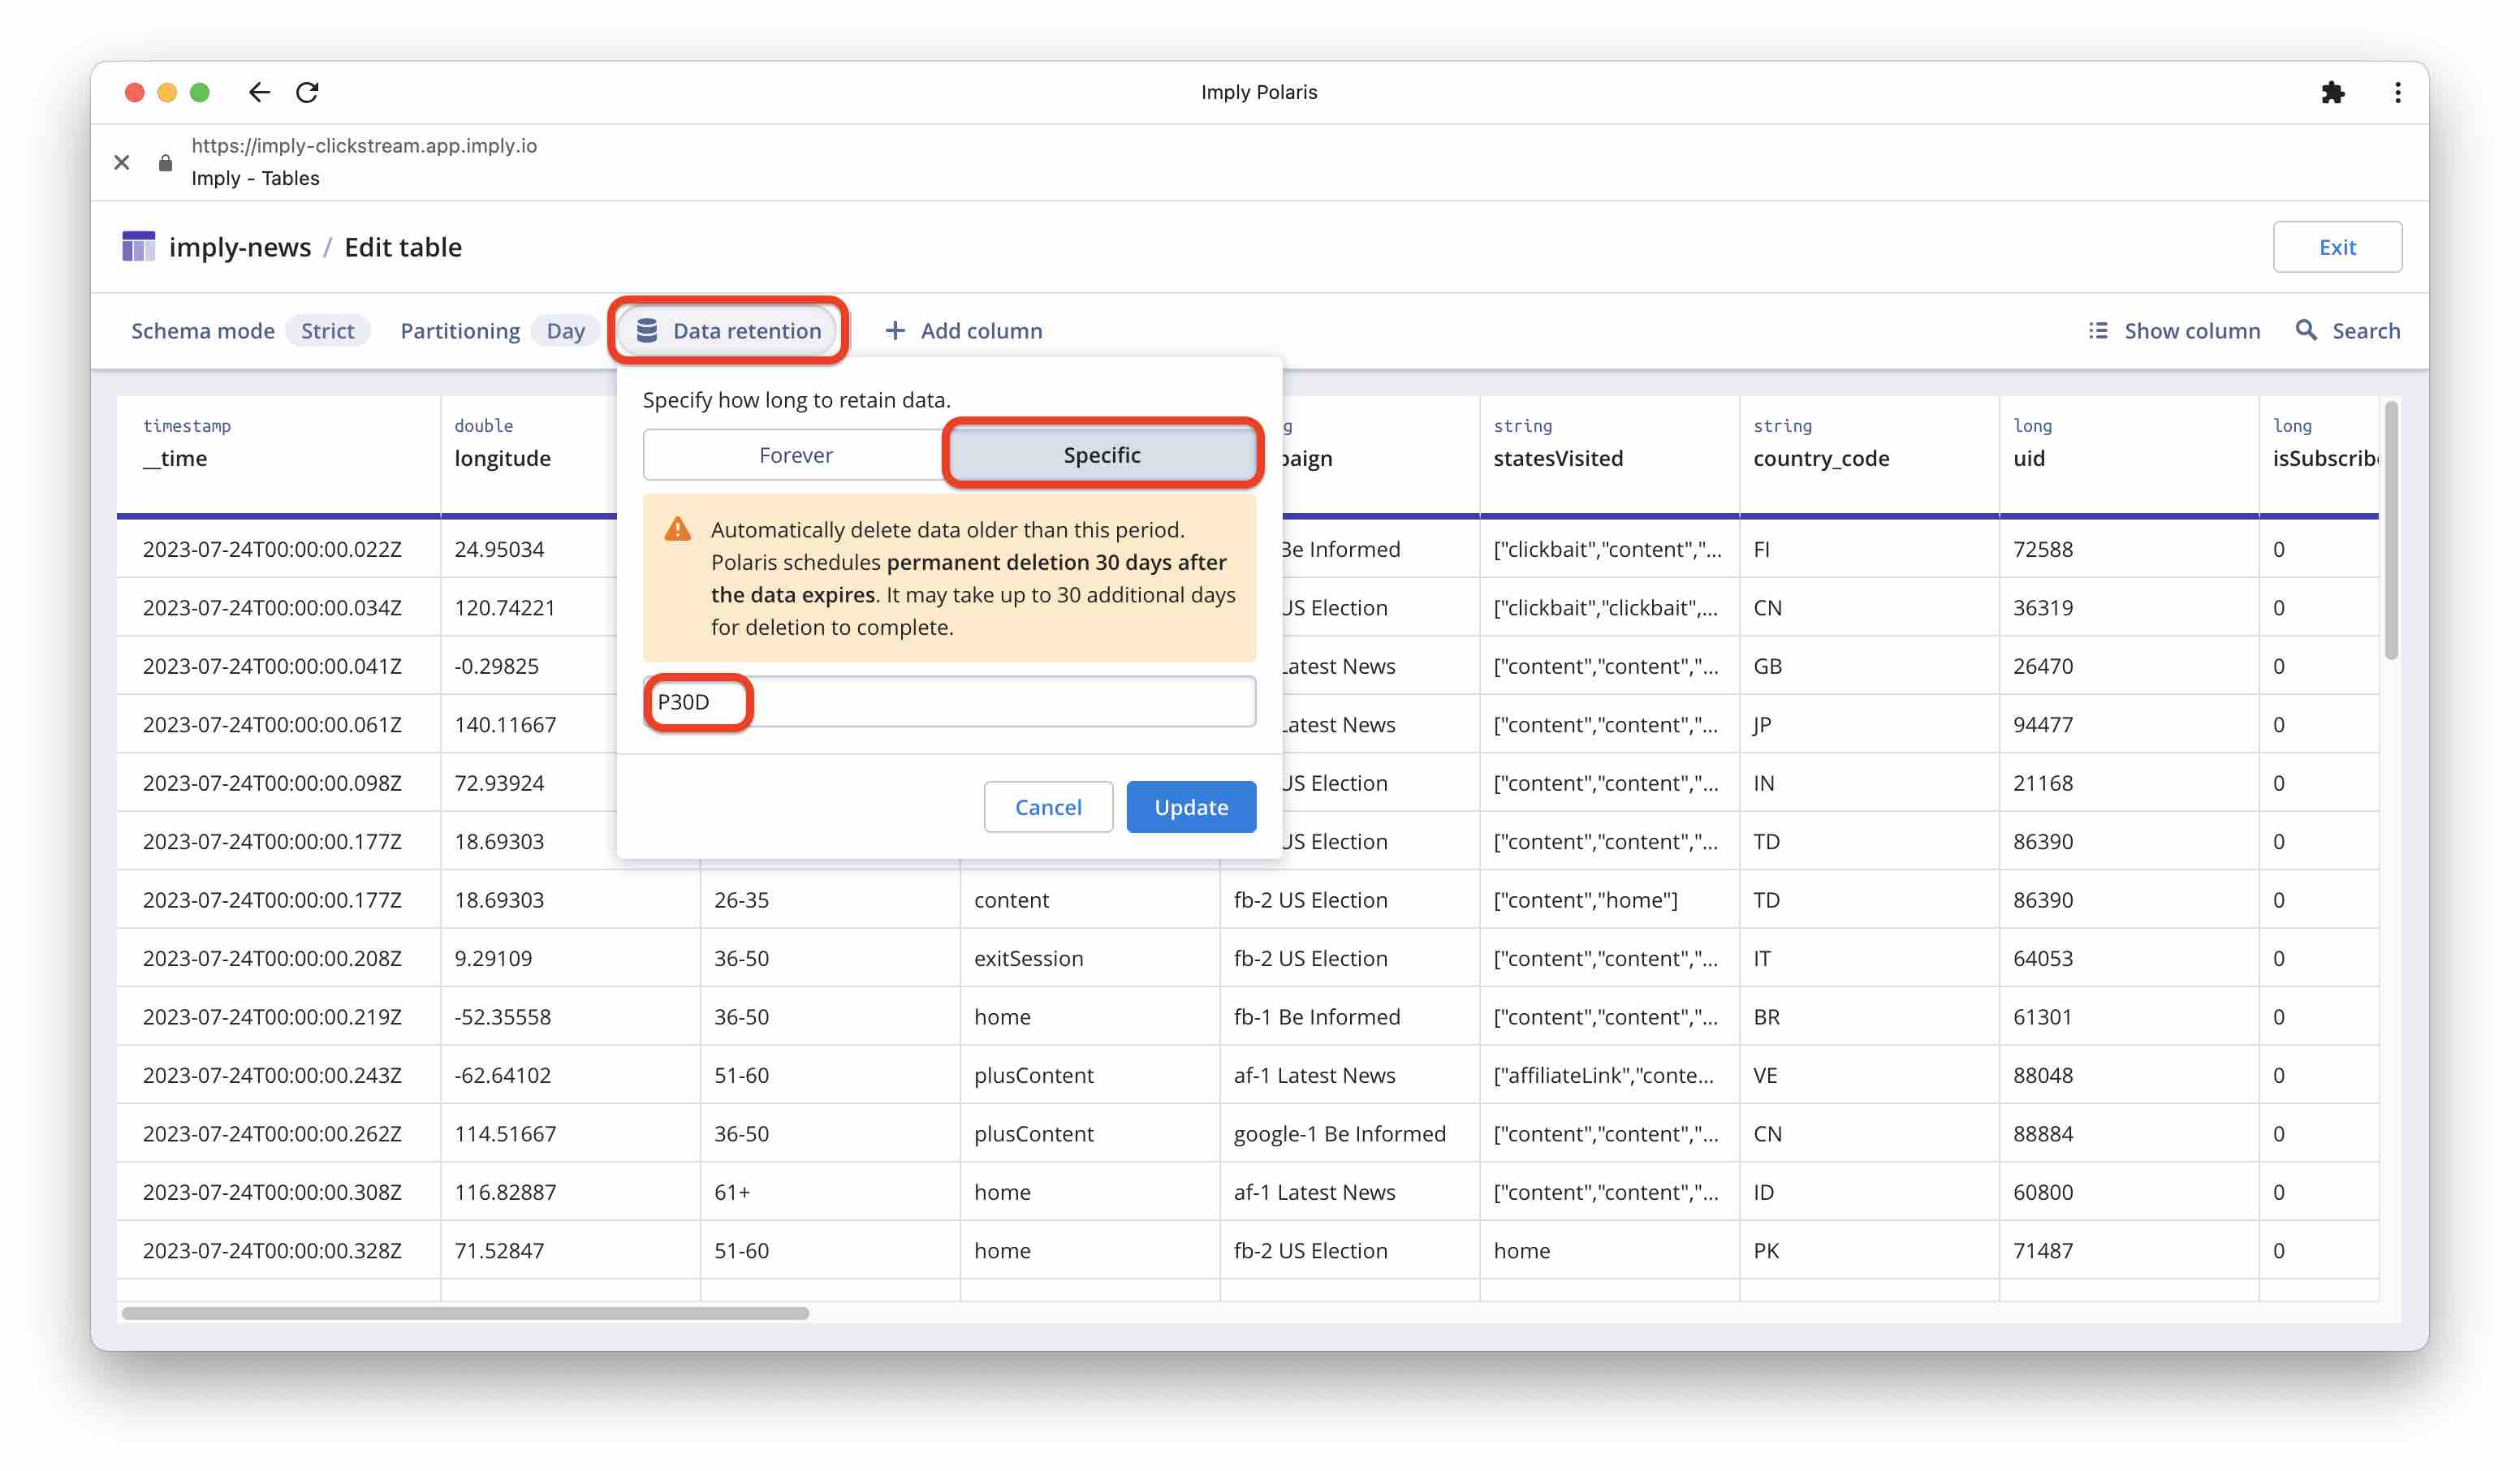 Imply Polaris
https://imply-clickstream.app.imply.io
Imply - Tables
imply-news / Edit table
Exit
Schema mode Strict Partitioning Day Data retention + Add column Show column Search
Specify how long to retain data.
Forever Specific
Automatically delete data older than this period.
Polaris schedules permanent deletion 30 days after
the data expires. It may take up to 30 additional days
for deletion to complete.
P30D
Cancel Update
timestamp double string string long long
__time longitude statesVisited country_code uid
2023-07-24T00:00:00.022Z 24.95034 Be Informed ["clickbait","content","... FI 72588 0
2023-07-24T00:00:00.034Z 120.74221 US Election ["clickbait","clickbait",... CN 36319 0
2023-07-24T00:00:00.041Z -0.29825 Latest News ["content","content","... GB 26470 0
2023-07-24T00:00:00.061Z 140.11667 Latest News ["content","content","... JP 94477 0
2023-07-24T00:00:00.098Z 72.93924 US Election ["content","content","... IN 21168 0
2023-07-24T00:00:00.177Z 18.69303 US Election ["content","content","... TD 86390 0
2023-07-24T00:00:00.177Z 18.69303 26-35 content fb-2 US Election ["content","home"] TD 86390 0
2023-07-24T00:00:00.208Z 9.29109 36-50 exitSession fb-2 US Election ["content","content","... IT 64053 0
2023-07-24T00:00:00.219Z -52.35558 36-50 home fb-1 Be Informed ["content","content","... BR 61301 0
2023-07-24T00:00:00.243Z -62.64102 51-60 plusContent af-1 Latest News ["affiliateLink","conte... VE 88048 0
2023-07-24T00:00:00.262Z 114.51667 36-50 plusContent google-1 Be Informed ["content","content","... CN 88884 0
2023-07-24T00:00:00.308Z 116.82887 61+ home af-1 Latest News ["content","content","... ID 60800 0
2023-07-24T00:00:00.328Z 71.52847 51-60 home fb-2 US Election home PK 71487 0